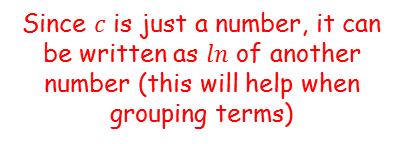 Since c is just a number, it can
be written as ln of another
number (this will help when
grouping terms)